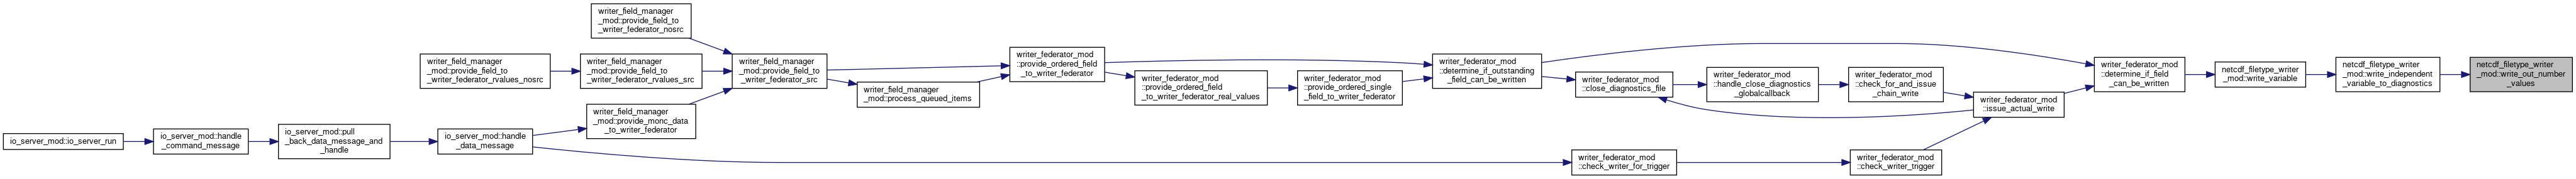 writer_field_manager
_mod::provide_field_to
_writer_federator_nosrc
writer_field_manager
_mod::provide_field_to
_writer_federator_rvalues_nosrc
writer_field_manager
_mod::provide_field_to
_writer_federator_rvalues_src
writer_field_manager
_mod::provide_field_to
_writer_federator_src
writer_field_manager
_mod::provide_monc_data
_to_writer_federator
io_server_mod::io_server_run
io_server_mod::handle
_command_message
io_server_mod::pull
_back_data_message_and
_handle
io_server_mod::handle
_data_message
writer_field_manager
_mod::process_queued_items
writer_federator_mod
::provide_ordered_field
_to_writer_federator
writer_federator_mod
::provide_ordered_field
_to_writer_federator_real_values
writer_federator_mod
::provide_ordered_single
_field_to_writer_federator
writer_federator_mod
::determine_if_outstanding
_field_can_be_written
writer_federator_mod
::close_diagnostics_file
writer_federator_mod
::handle_close_diagnostics
_globalcallback
writer_federator_mod
::check_for_and_issue
_chain_write
writer_federator_mod
::issue_actual_write
writer_federator_mod
::check_writer_for_trigger
writer_federator_mod
::check_writer_trigger
writer_federator_mod
::determine_if_field
_can_be_written
netcdf_filetype_writer
_mod::write_variable
netcdf_filetype_writer
_mod::write_independent
_variable_to_diagnostics
netcdf_filetype_writer
_mod::write_out_number
_values